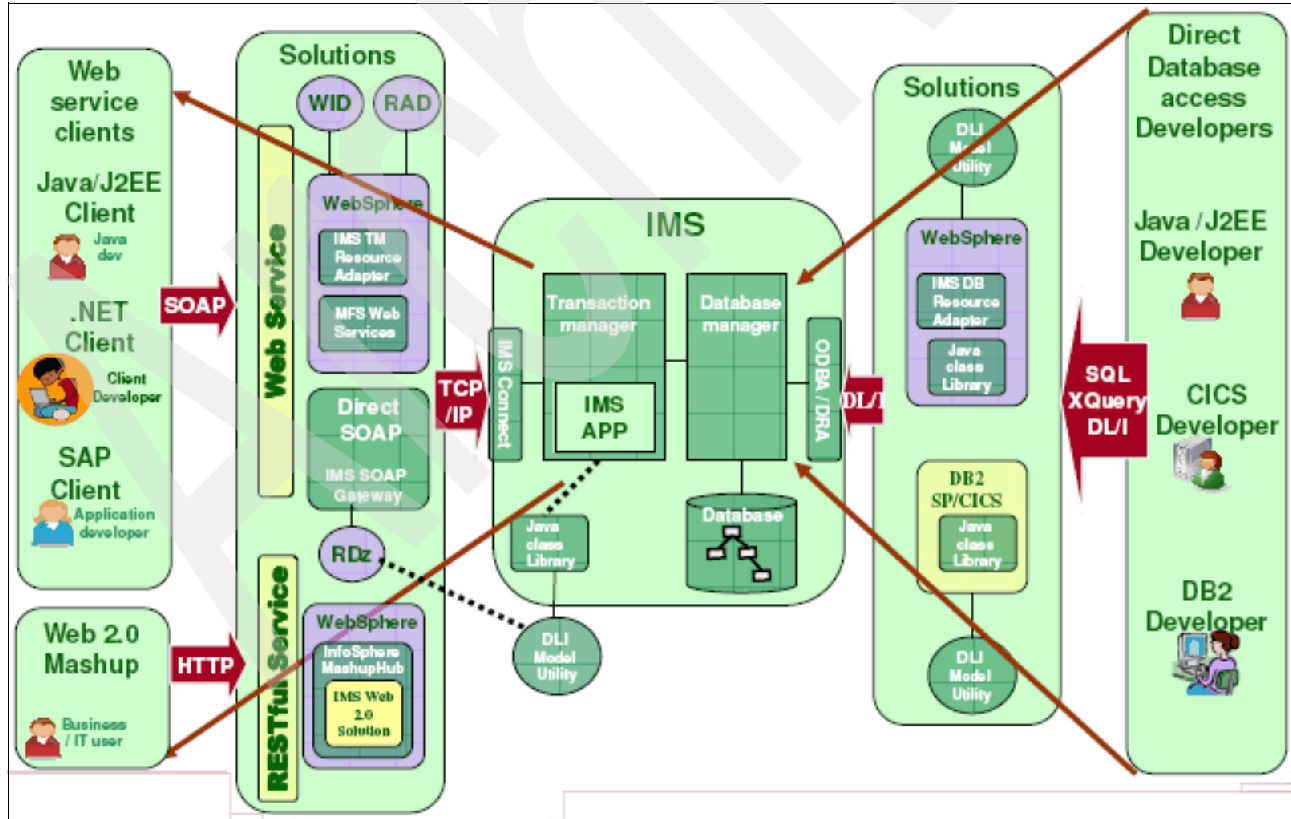 Web
service
clients
Java/J2EE
Client
Java
dev
.NET
Client
Client
Developer
SAP
Client
Application
developer
Web 2.0
Mashup
Business
/ IT user
SOAP
HTTP
Solutions
WID
RAD
Web Service
WebSphere
IMS TM
Resource
Adapter
MFS Web
Services
Direct
SOAP
IMS SOAP
Gateway
RDz
RESTful Service
WebSphere
InfoSphere
MashupHub
IMS Web
2.0
Solution
TCP
/IP
IMS
IMS Connect
Transaction
manager
IMS
APP
Database
manager
ODBA / DRA
Database
Java
class
Library
DLI
Model
Utility
DL/I
Solutions
DLI
Model
Utility
WebSphere
IMS DB
Resource
Adapter
Java
class
Library
DB2
SP/CICS
Java
class
Library
DLI
Model
Utility
SQL
XQuery
DL/I
Direct
Database
access
Developers
Java /J2EE
Developer
CICS
Developer
DB2
Developer